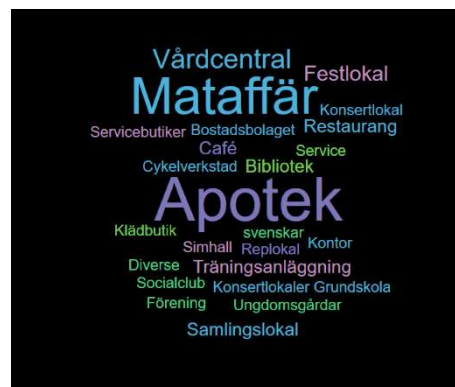 Vårdcentral
Festlokal
Mataffär
Konsertlokal
Servicebutiker Bostadsbolaget Restaurang
Café Service
Cykelverkstad Bibliotek
Apotek
Klädbutik svenskar
Simhall Replokal Kontor
Diverse Träningsanläggning
Socialclub Konsertlokaler Grundskola
Förening Ungdomsgårdar
Samlingslokal